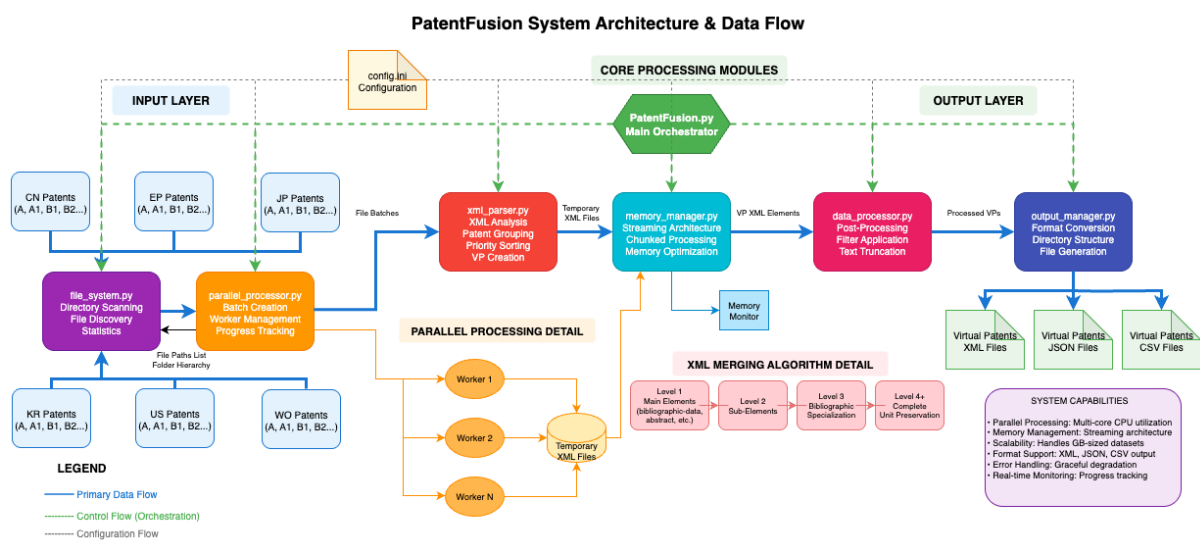 PatentFusion System Architecture & Data Flow
config.ini
Configuration
CORE PROCESSING MODULES
INPUT LAYER
OUTPUT LAYER
PatentFusion.py
Main Orchestrator
CN Patents
(A, A1, B1, B2...)
EP Patents
(A, A1, B1, B2...)
JP Patents
(A, A1, B1, B2...)
File Batches
xml_parser.py
XML Analysis
Patent Grouping
Priority Sorting
VP Creation
Temporary
XML Files
memory_manager.py
Streaming Architecture
Chunked Processing
Memory Optimization
VP XML Elements
data_processor.py
Post-Processing
Filter Application
Text Truncation
Processed VPs
output_manager.py
Format Conversion
Directory Structure
File Generation
file_system.py
Directory Scanning
File Discovery
Statistics
parallel_processor.py
Batch Creation
Worker Management
Progress Tracking
File Paths List
Folder Hierarchy
Memory
Monitor
Virtual Patents
XML Files
Virtual Patents
JSON Files
Virtual Patents
CSV Files
PARALLEL PROCESSING DETAIL
Worker 1
Worker 2
Worker N
Temporary
XML Files
XML MERGING ALGORITHM DETAIL
Level 1
Main Elements
(bibliographic-data,
abstract, etc.)
Level 2
Sub-Elements
Level 3
Bibliographic
Specialization
Level 4+
Complete
Unit Preservation
KR Patents
(A, A1, B1, B2...)
US Patents
(A, A1, B1, B2...)
WO Patents
(A, A1, B1, B2...)
SYSTEM CAPABILITIES
• Parallel Processing: Multi-core CPU utilization
• Memory Management: Streaming architecture
• Scalability: Handles GB-sized datasets
• Format Support: XML, JSON, CSV output
• Error Handling: Graceful degradation
• Real-time Monitoring: Progress tracking
LEGEND
Primary Data Flow
Control Flow (Orchestration)
Configuration Flow